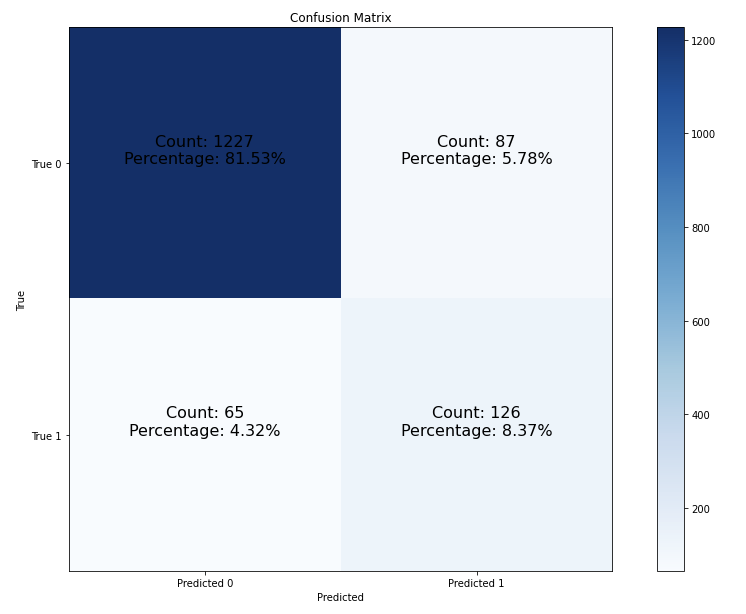 Confusion Matrix
True 0
Count: 1227
Percentage: 81.53%
Count: 87
Percentage: 5.78%
True
True 1
Count: 65
Percentage: 4.32%
Count: 126
Percentage: 8.37%
Predicted 0
Predicted 1
Predicted
1200
1000
800
600
400
200